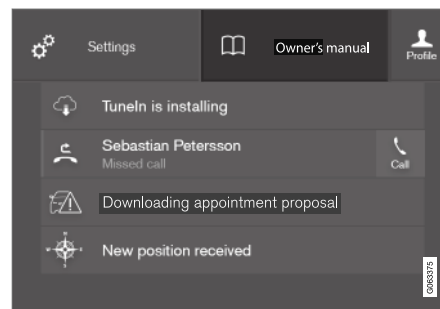 Settings
Owner's manual
Profile
TuneIn is installing
Sebastian Petersson
Missed call
Call
Downloading appointment proposal
New position received
G063375